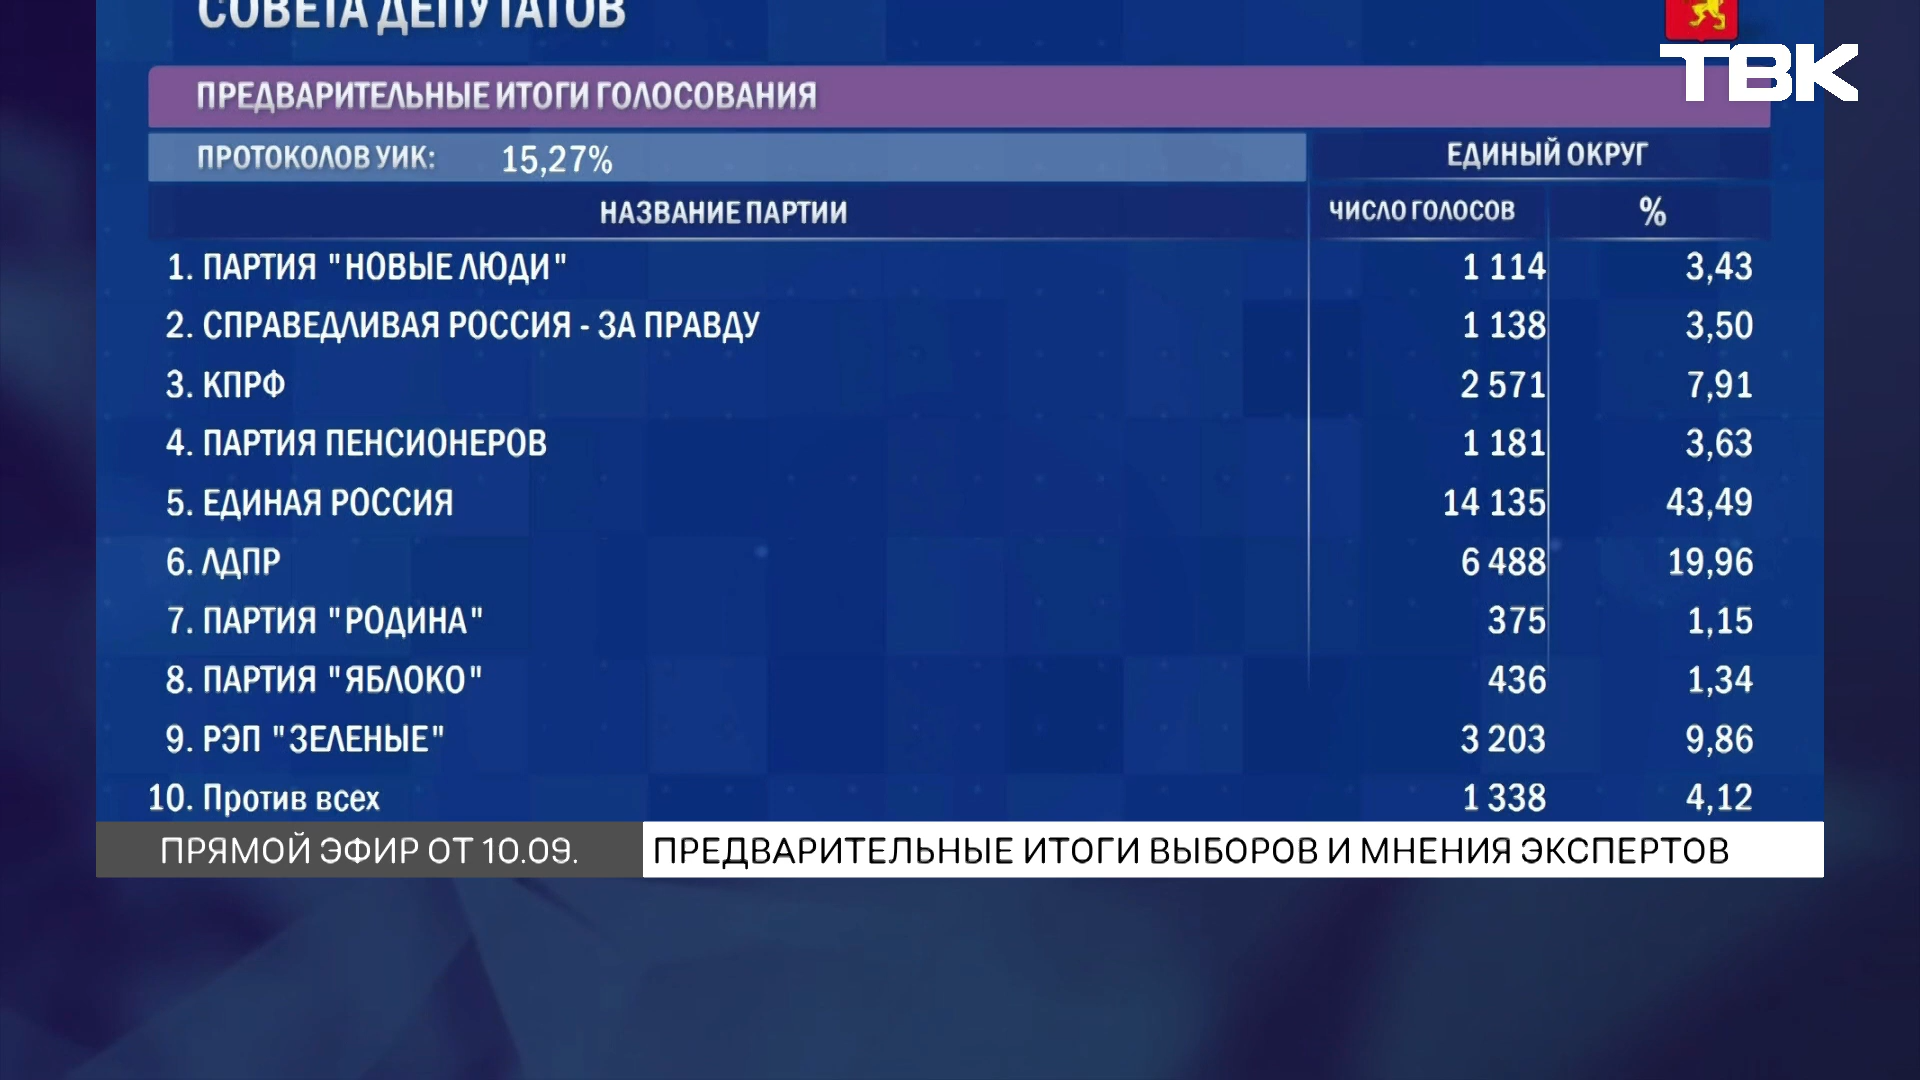 СОВЕТА ДЕПУТАТОВ
ТВК
ПРЕДВАРИТЕЛЬНЫЕ ИТОГИ ГОЛОСОВАНИЯ
ПРОТОКОЛОВ УИК: 15,27% ЕДИНЫЙ ОКРУГ
НАЗВАНИЕ ПАРТИИ ЧИСЛО ГОЛОСОВ %
1. ПАРТИЯ "НОВЫЕ ЛЮДИ" 1 114 3,43
2. СПРАВЕДЛИВАЯ РОССИЯ - ЗА ПРАВДУ 1 138 3,50
3. КПРФ 2 571 7,91
4. ПАРТИЯ ПЕНСИОНЕРОВ 1 181 3,63
5. ЕДИНАЯ РОССИЯ 14 135 43,49
6. ЛДПР 6 488 19,96
7. ПАРТИЯ "РОДИНА" 375 1,15
8. ПАРТИЯ "ЯБЛОКО" 436 1,34
9. РЭП "ЗЕЛЕНЫЕ" 3 203 9,86
10. Против всех 1 338 4,12
ПРЯМОЙ ЭФИР ОТ 10.09. ПРЕДВАРИТЕЛЬНЫЕ ИТОГИ ВЫБОРОВ И МНЕНИЯ ЭКСПЕРТОВ